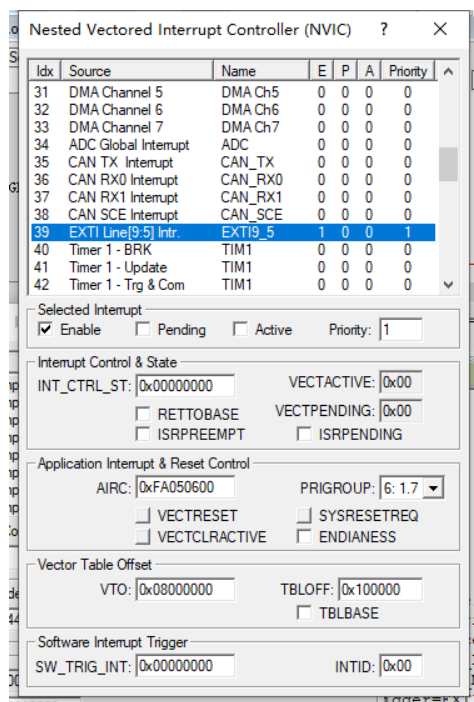 Nested Vectored Interrupt Controller (NVIC) ? ×
Idx Source Name E P A Priority
31 DMA Channel 5 DMA Ch5 0 0 0 0
32 DMA Channel 6 DMA Ch6 0 0 0 0
33 DMA Channel 7 DMA Ch7 0 0 0 0
34 ADC Global Interrupt ADC 0 0 0 0
35 CAN TX Interrupt CAN_TX 0 0 0 0
36 CAN RX0 Interrupt CAN_RX0 0 0 0 0
37 CAN RX1 Interrupt CAN_RX1 0 0 0 0
38 CAN SCE Interrupt CAN_SCE 0 0 0 0
39 EXTI Line[9:5] Intr. EXTI9_5 1 0 0 1
40 Timer 1 - BRK TIM1 0 0 0 0
41 Timer 1 - Update TIM1 0 0 0 0
42 Timer 1 - Trg & Com TIM1 0 0 0 0
Selected Interrupt
Enable Pending Active Priority: 1
Interrupt Control & State
INT_CTRL_ST: 0x00000000 VECTACTIVE: 0x00
RETTOBASE VECTPENDING: 0x00
ISRPREEMPT ISRPENDING
Application Interrupt & Reset Control
AIRC: 0xFA050600 PRIGROUP: 6: 1.7
VECTRESET SYSRESETREQ
VECTCLRACTIVE ENDIANESS
Vector Table Offset
VTO: 0x08000000 TBLOFF: 0x100000
TBLBASE
Software Interrupt Trigger
SW_TRIG_INT: 0x00000000 INTID: 0x00